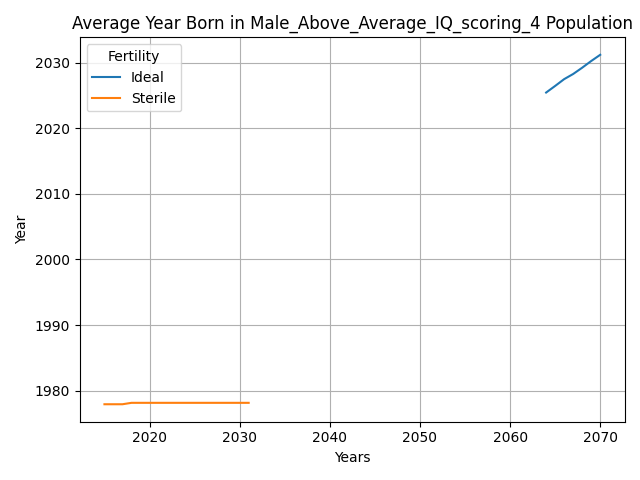 Average Year Born in Male_Above_Average_IQ_scoring_4 Population
Fertility
Ideal
Sterile
2030
2020
2010
2000
1990
1980
Year
2020 2030 2040 2050 2060 2070
Years